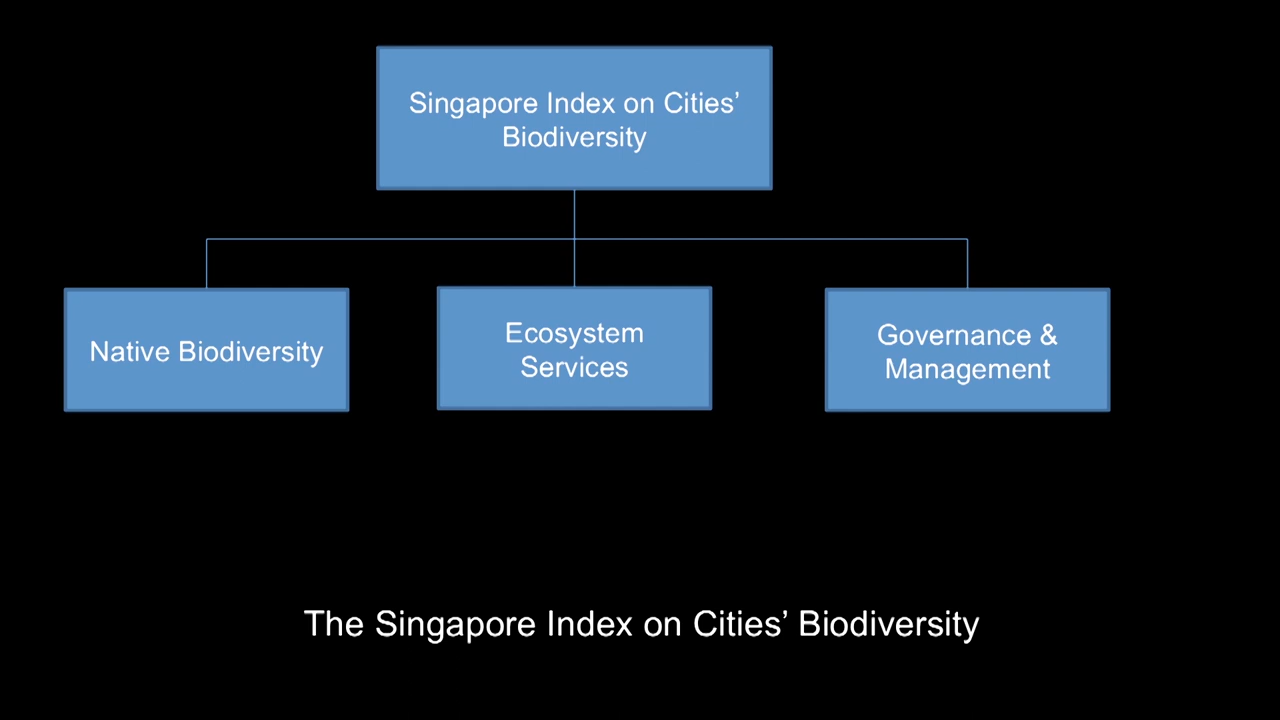 Singapore Index on Cities’
Biodiversity
Native Biodiversity
Ecosystem
Services
Governance &
Management
The Singapore Index on Cities’ Biodiversity